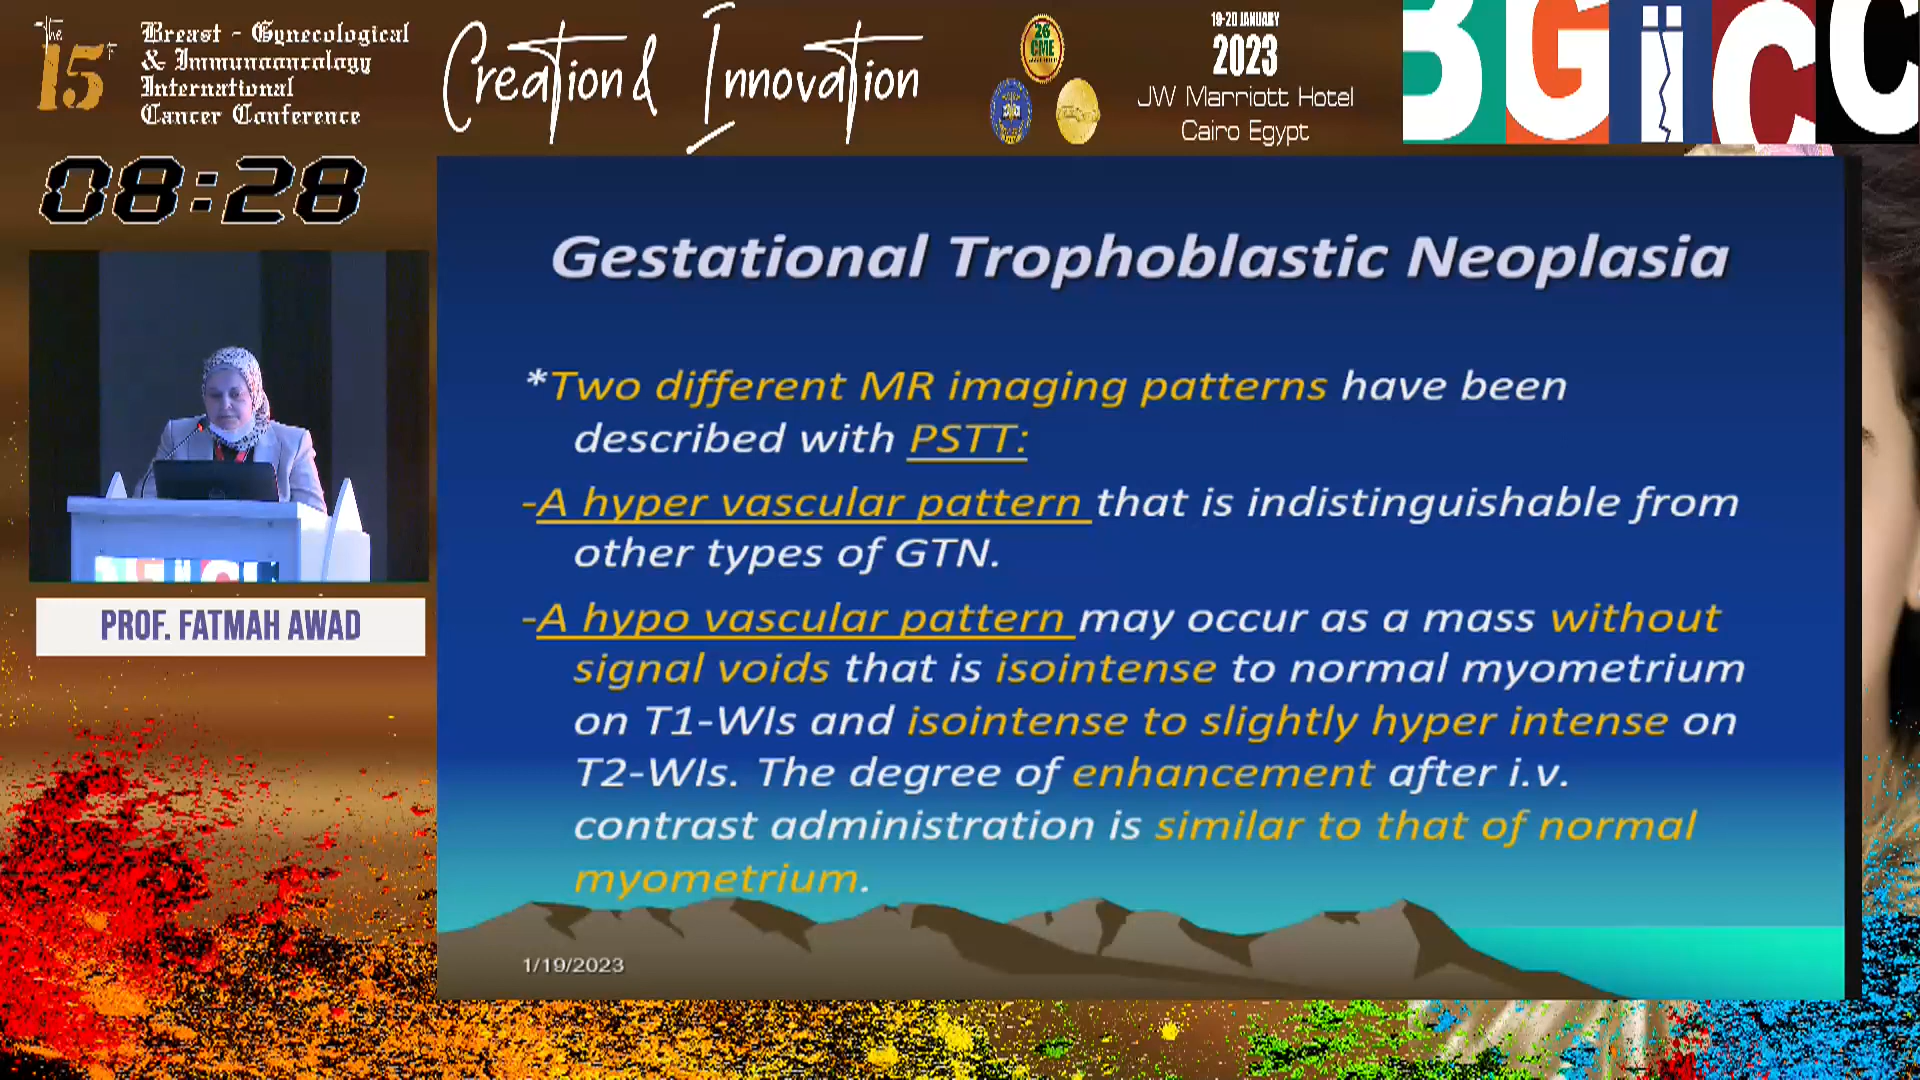 The 15th
Breast - Gynecological
& Immunooncology
International
Cancer Conference
Creation & Innovation
26
CME
19-20 JANUARY
2023
JW Marriott Hotel
Cairo Egypt
BGiCC
08:28
PROF. FATMAH AWAD
Gestational Trophoblastic Neoplasia
*Two different MR imaging patterns have been
described with PSTT:
-A hyper vascular pattern that is indistinguishable from
other types of GTN.
-A hypo vascular pattern may occur as a mass without
signal voids that is isointense to normal myometrium
on T1-WIs and isointense to slightly hyper intense on
T2-WIs. The degree of enhancement after i.v.
contrast administration is similar to that of normal
myometrium.
1/19/2023